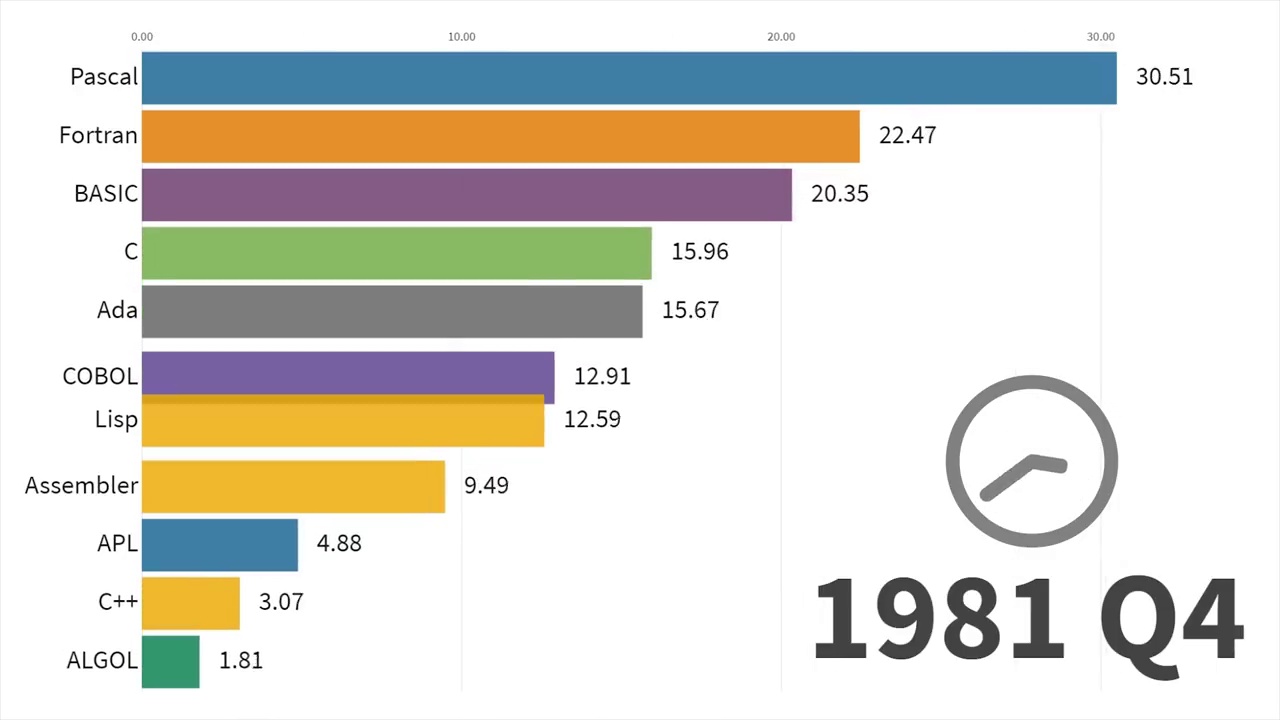 0.00 10.00 20.00 30.00
Pascal 30.51
Fortran 22.47
BASIC 20.35
C 15.96
Ada 15.67
COBOL 12.91
Lisp 12.59
Assembler 9.49
APL 4.88
C++ 3.07
ALGOL 1.81
1981 Q4